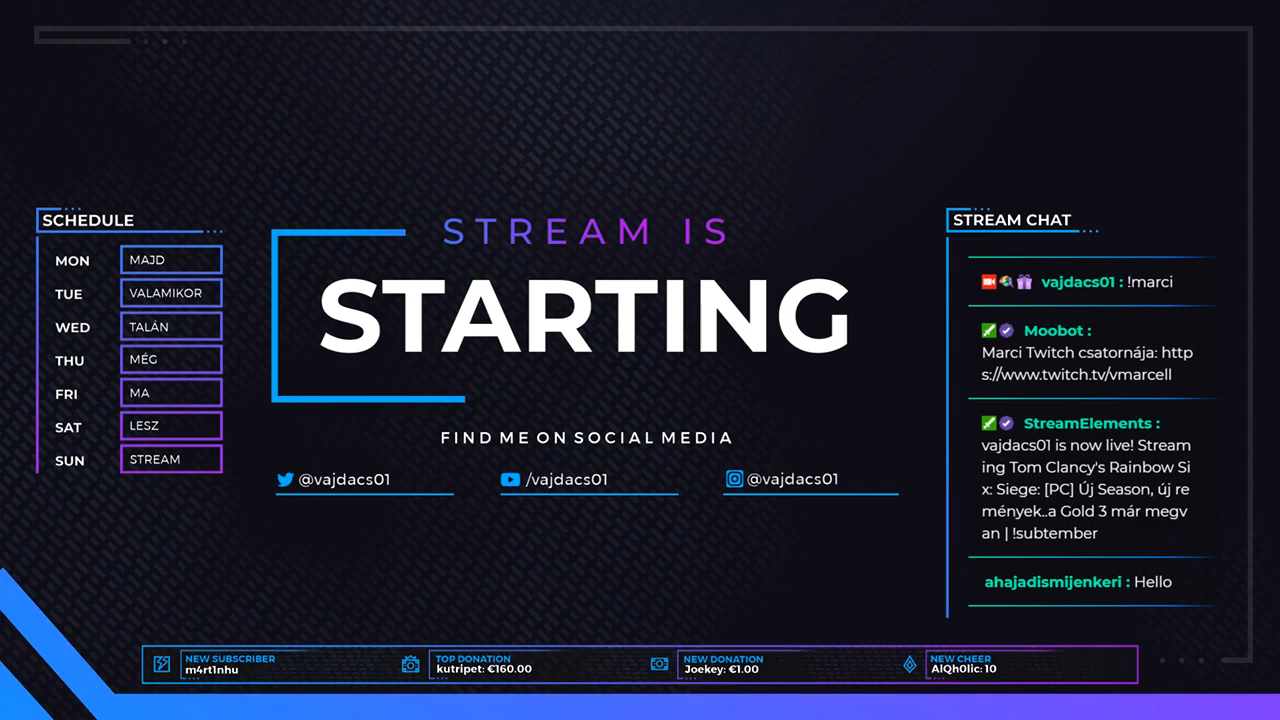 SCHEDULE
MON MAJD
TUE VALAMIKOR
WED TALÁN
THU MÉG
FRI MA
SAT LESZ
SUN STREAM
STREAM IS
STARTING
FIND ME ON SOCIAL MEDIA
@vajdacs01
/vajdacs01
@vajdacs01
STREAM CHAT
vajdacs01 : !marci
Moobot :
Marci Twitch csatornája: http
s://www.twitch.tv/vmarcell
StreamElements :
vajdacs01 is now live! Stream
ing Tom Clancy's Rainbow Si
x: Siege: [PC] Új Season, új re
mények..a Gold 3 már megv
an | !subtember
ahajadismijenkeri : Hello
NEW SUBSCRIBER
m4rt1nhu
TOP DONATION
kutripet: €160.00
NEW DONATION
Joekey: €1.00
NEW CHEER
AlQh0lic: 10